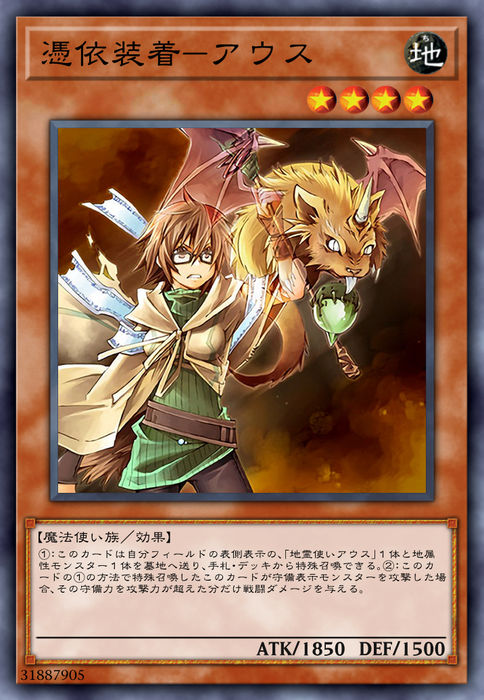 憑依装着－アウス
ち
地
【魔法使い族／効果】
①:このカードは自分フィールドの表側表示の、「地霊使いアウス」1体と地属
性モンスター1体を墓地へ送り、手札・デッキから特殊召喚できる。②:このカ
ードの①の方法で特殊召喚したこのカードが守備表示モンスターを攻撃した場
合、その守備力を攻撃力が超えた分だけ戦闘ダメージを与える。
ATK/1850 DEF/1500
31887905